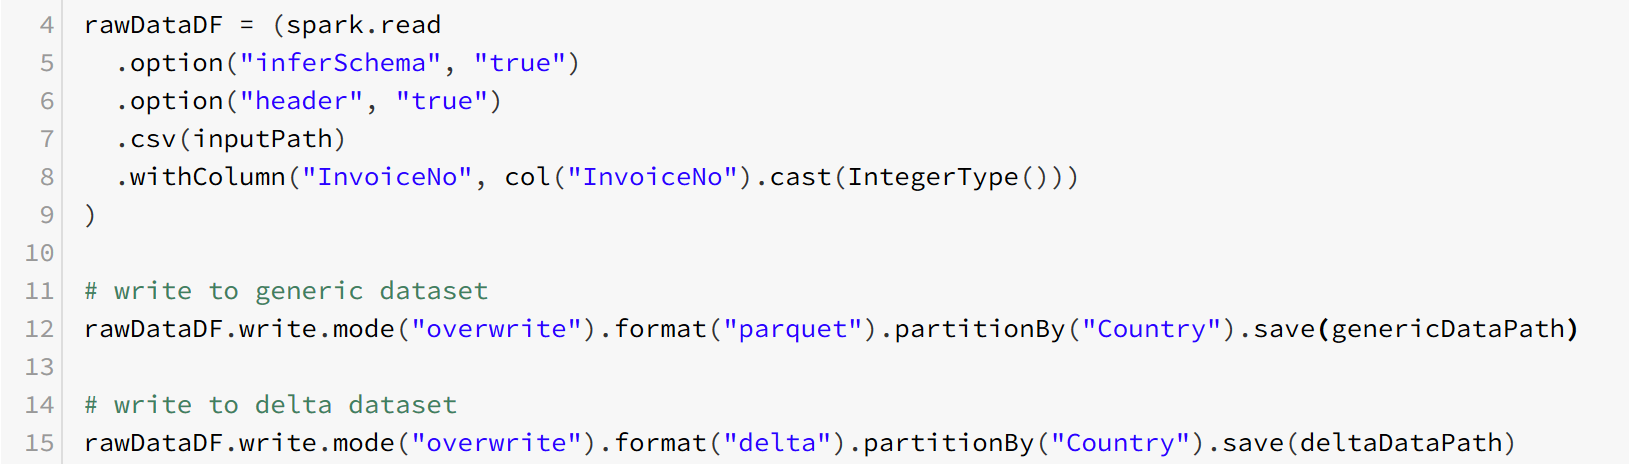 4 rawDataDF = (spark.read
5   .option("inferSchema", "true")
6   .option("header", "true")
7   .csv(inputPath)
8   .withColumn("InvoiceNo", col("InvoiceNo").cast(IntegerType()))
9 )
10
11 # write to generic dataset
12 rawDataDF.write.mode("overwrite").format("parquet").partitionBy("Country").save(genericDataPath)
13
14 # write to delta dataset
15 rawDataDF.write.mode("overwrite").format("delta").partitionBy("Country").save(deltaDataPath)